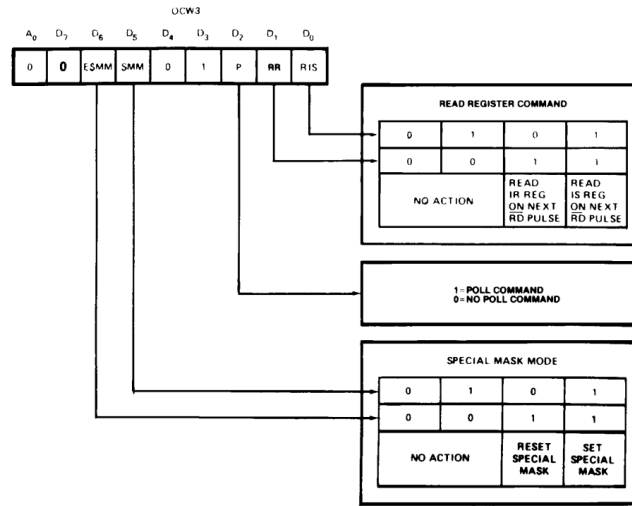 OCW3
A₀ D₇ D₆ D₅ D₄ D₃ D₂ D₁ D₀
0 0 ESMM SMM 0 1 P RR RIS
READ REGISTER COMMAND
0 1 0 1
0 0 1 1
NO ACTION
READ
IR REG
ON NEXT
R̅D̅ PULSE
READ
IS REG
ON NEXT
R̅D̅ PULSE
1 = POLL COMMAND
0 = NO POLL COMMAND
SPECIAL MASK MODE
0 1 0 1
0 0 1 1
NO ACTION
RESET
SPECIAL
MASK
SET
SPECIAL
MASK